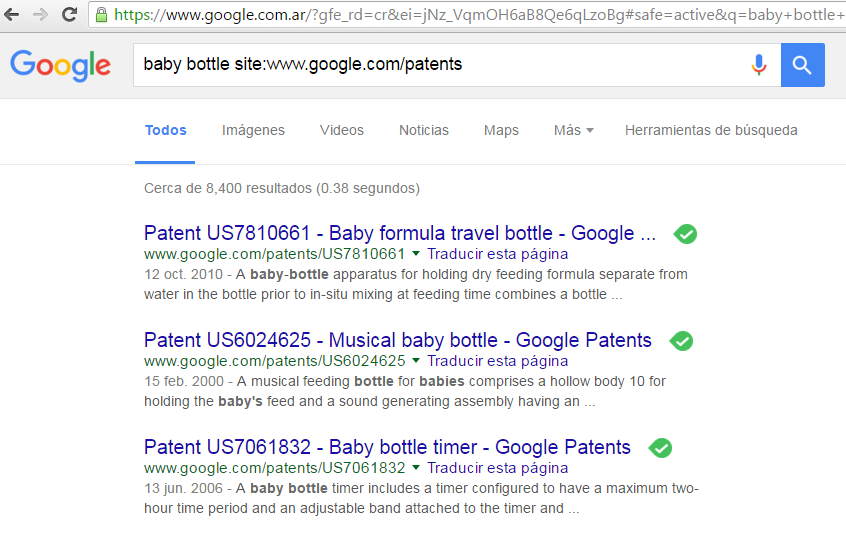 https://www.google.com.ar/?gfe_rd=cr&ei=jNz_VqmOH6aB8Qe6qLzoBg#safe=active&q=baby+bottle+
Google
baby bottle site:www.google.com/patents
Todos Imágenes Videos Noticias Maps Más Herramientas de búsqueda
Cerca de 8,400 resultados (0.38 segundos)
Patent US7810661 - Baby formula travel bottle - Google ...
www.google.com/patents/US7810661 Traducir esta página
12 oct. 2010 - A baby-bottle apparatus for holding dry feeding formula separate from
water in the bottle prior to in-situ mixing at feeding time combines a bottle ...
Patent US6024625 - Musical baby bottle - Google Patents
www.google.com/patents/US6024625 Traducir esta página
15 feb. 2000 - A musical feeding bottle for babies comprises a hollow body 10 for
holding the baby's feed and a sound generating assembly having an ...
Patent US7061832 - Baby bottle timer - Google Patents
www.google.com/patents/US7061832 Traducir esta página
13 jun. 2006 - A baby bottle timer includes a timer configured to have a maximum two-
hour time period and an adjustable band attached to the timer and ...